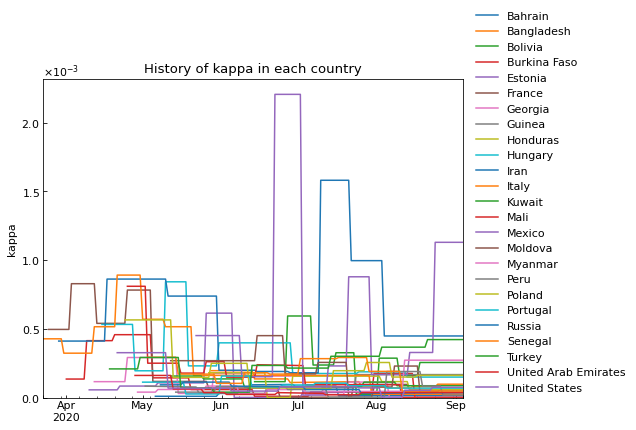 ×10⁻³
History of kappa in each country
kappa
2.0
1.5
1.0
0.5
0.0
Apr
2020
May
Jun
Jul
Aug
Sep
Bahrain
Bangladesh
Bolivia
Burkina Faso
Estonia
France
Georgia
Guinea
Honduras
Hungary
Iran
Italy
Kuwait
Mali
Mexico
Moldova
Myanmar
Peru
Poland
Portugal
Russia
Senegal
Turkey
United Arab Emirates
United States